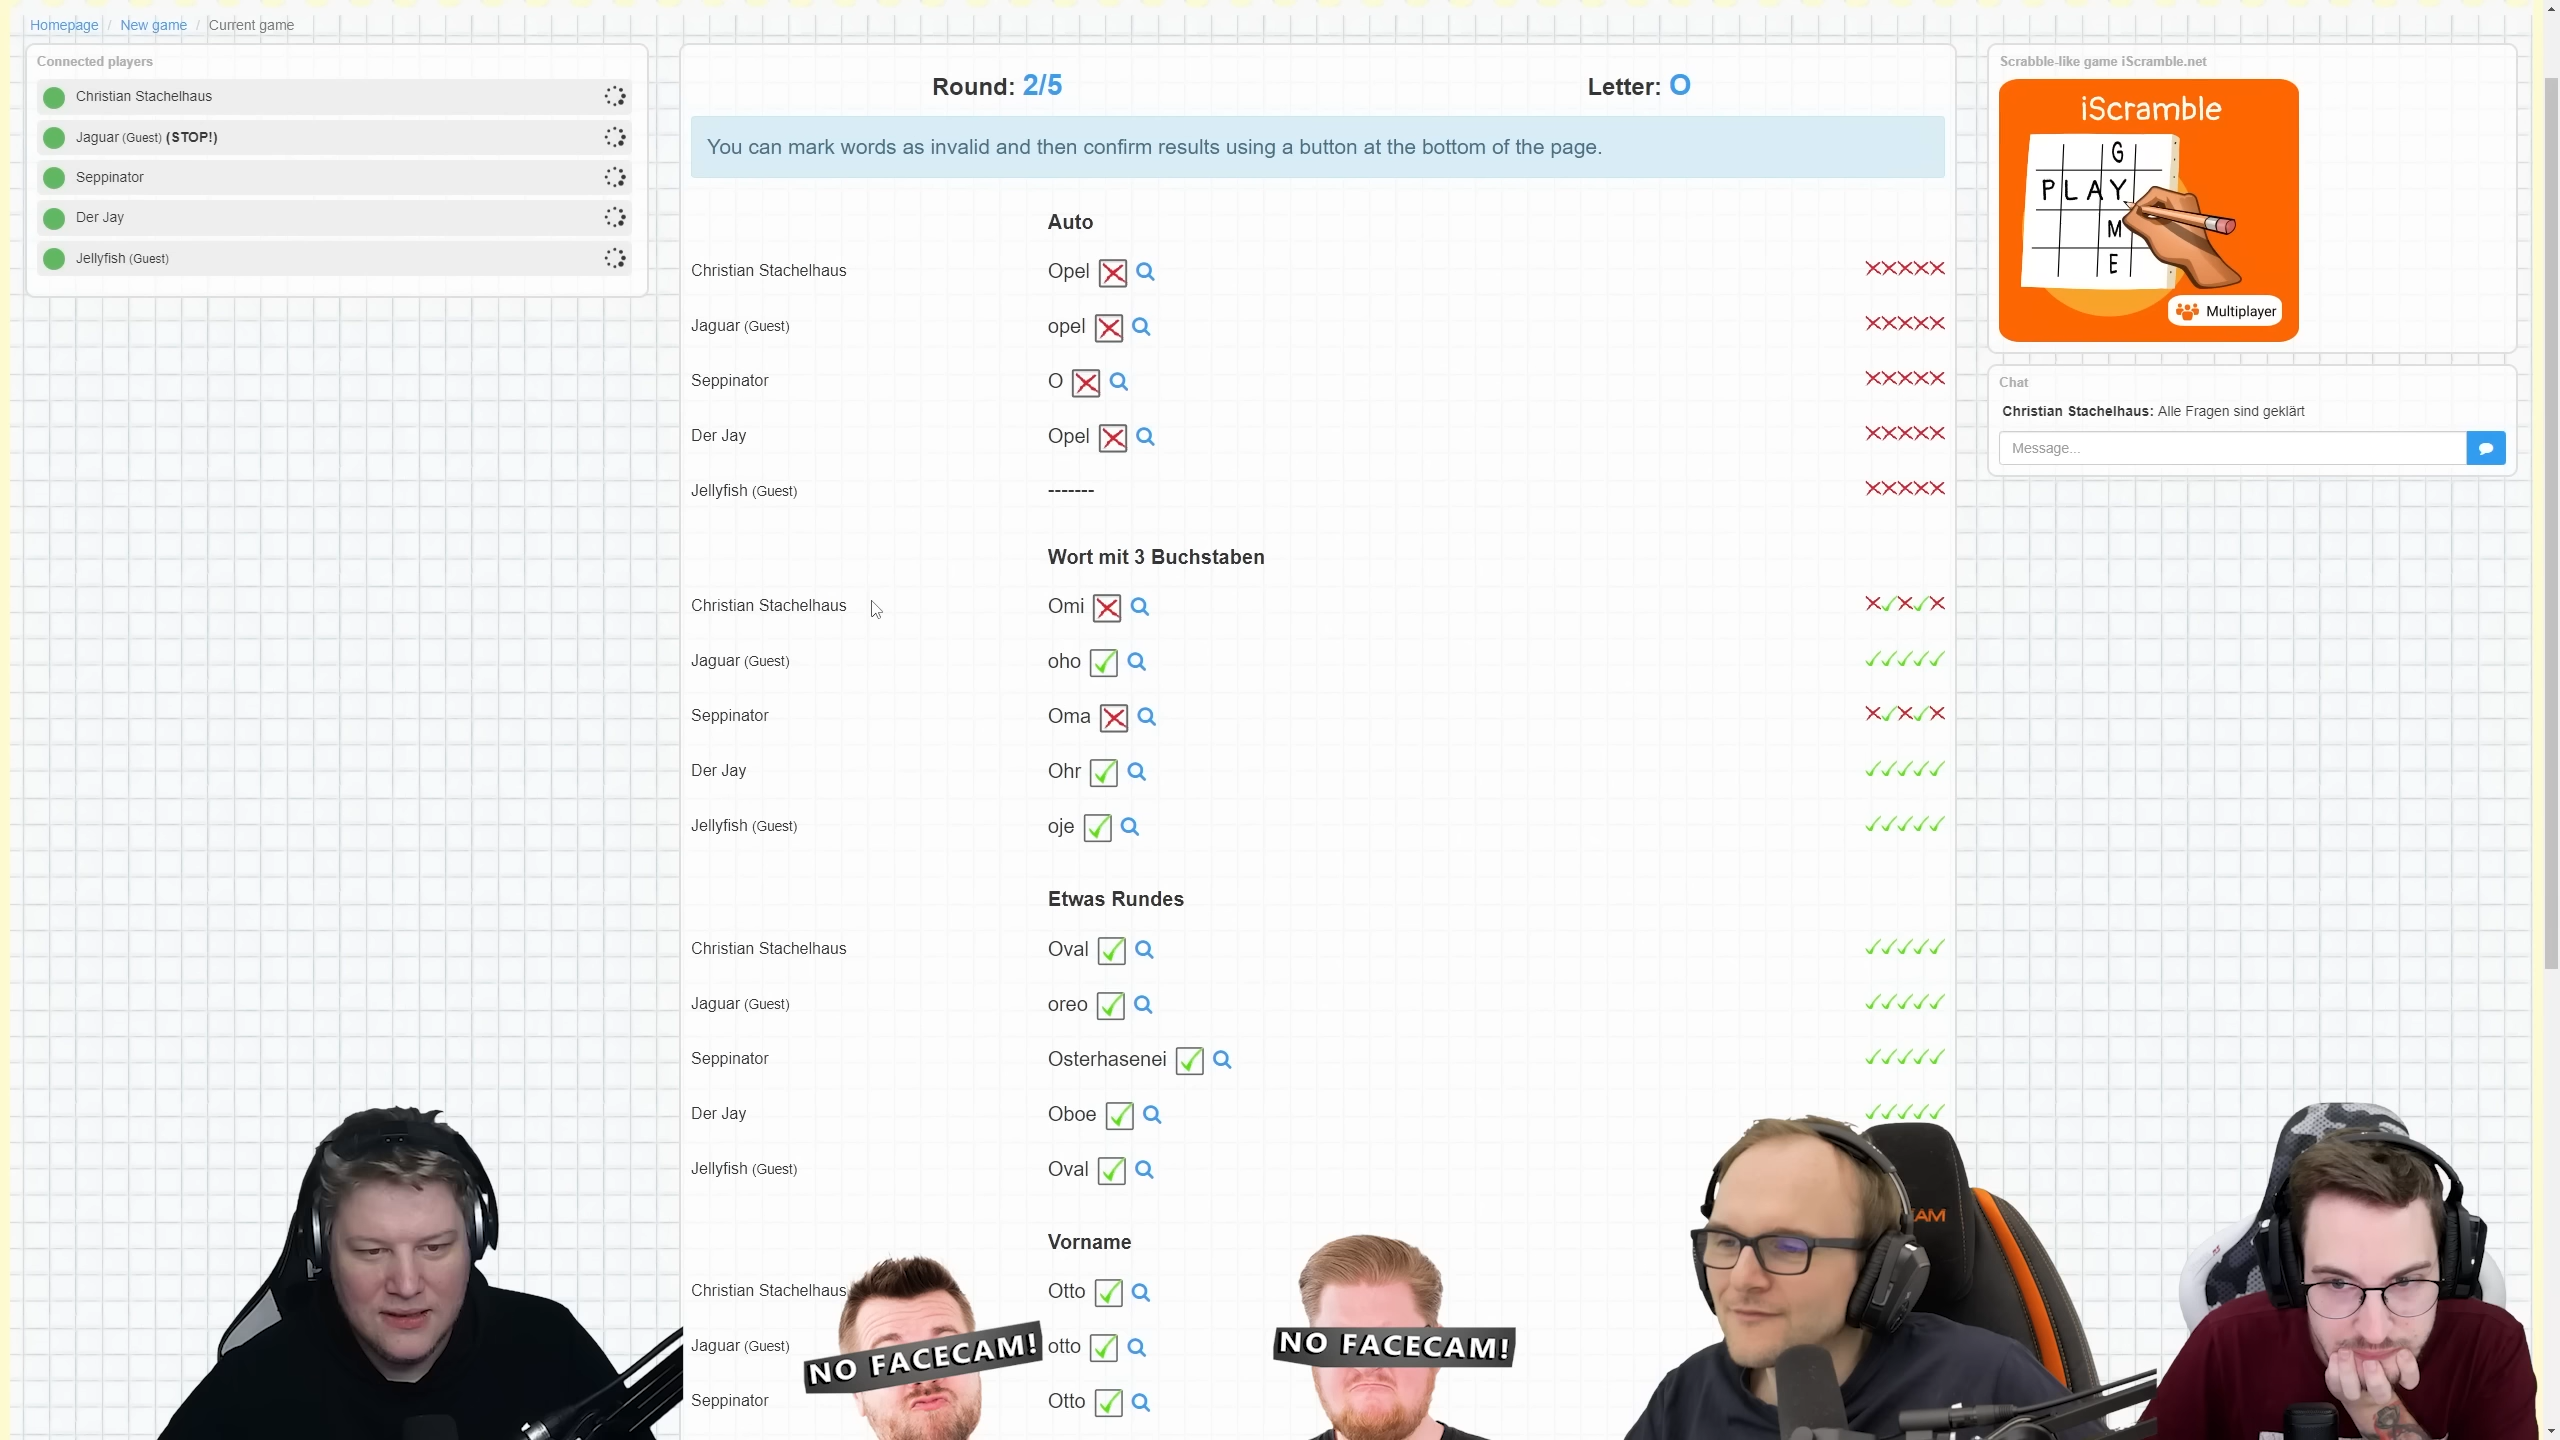 Homepage / New game / Current game
Connected players
Christian Stachelhaus
Jaguar (Guest) (STOP!)
Seppinator
Der Jay
Jellyfish (Guest)
Round: 2/5
Letter: O
You can mark words as invalid and then confirm results using a button at the bottom of the page.
Auto
Christian Stachelhaus Opel
Jaguar (Guest) opel
Seppinator O
Der Jay Opel
Jellyfish (Guest) -------
Wort mit 3 Buchstaben
Christian Stachelhaus Omi
Jaguar (Guest) oho
Seppinator Oma
Der Jay Ohr
Jellyfish (Guest) oje
Etwas Rundes
Christian Stachelhaus Oval
Jaguar (Guest) oreo
Seppinator Osterhasenei
Der Jay Oboe
Jellyfish (Guest) Oval
Vorname
Christian Stachelhaus Otto
Jaguar (Guest) otto
Seppinator Otto
NO FACECAM!
NO FACECAM!
Scrabble-like game iScramble.net
iScramble
G
PLAY
M
E
Multiplayer
Chat
Christian Stachelhaus: Alle Fragen sind geklärt
Message...